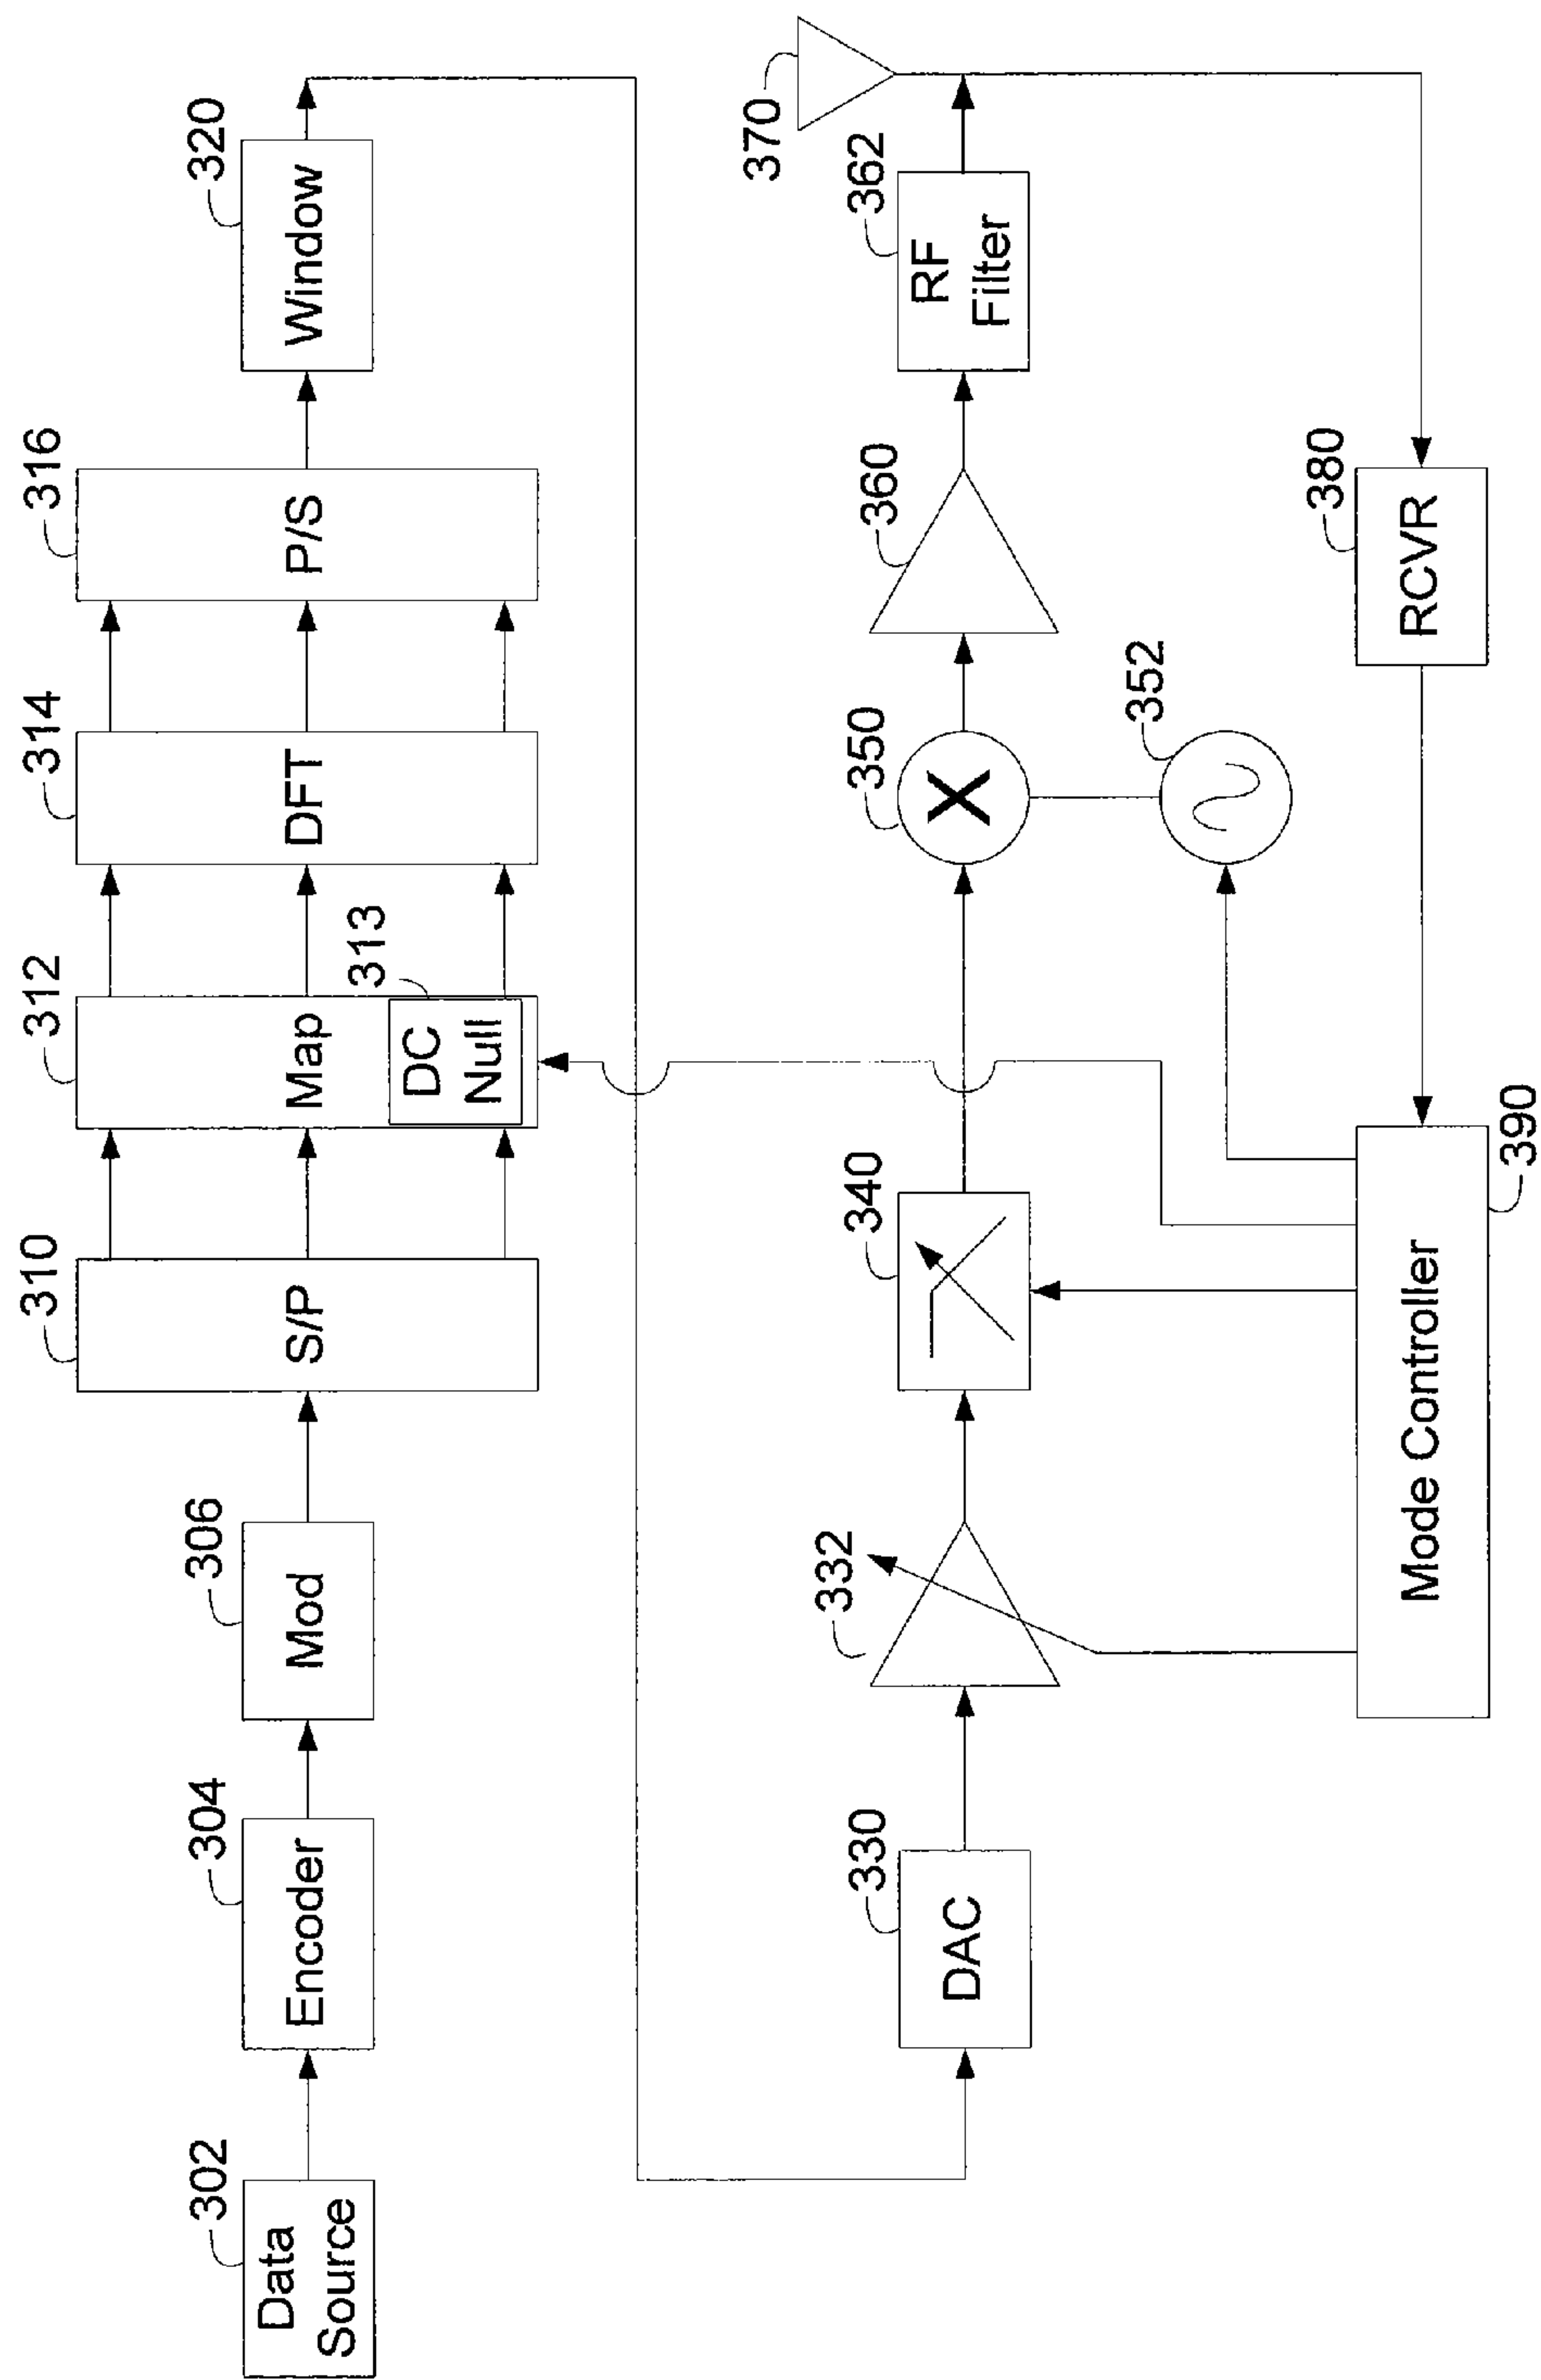 302
Data
Source
304
Encoder
306
Mod
310
S/P
312
Map
313
DC
Null
314
DFT
316
P/S
320
Window
330
DAC
332
340
350
X
352
360
362
RF
Filter
370
380
RCVR
Mode Controller
390